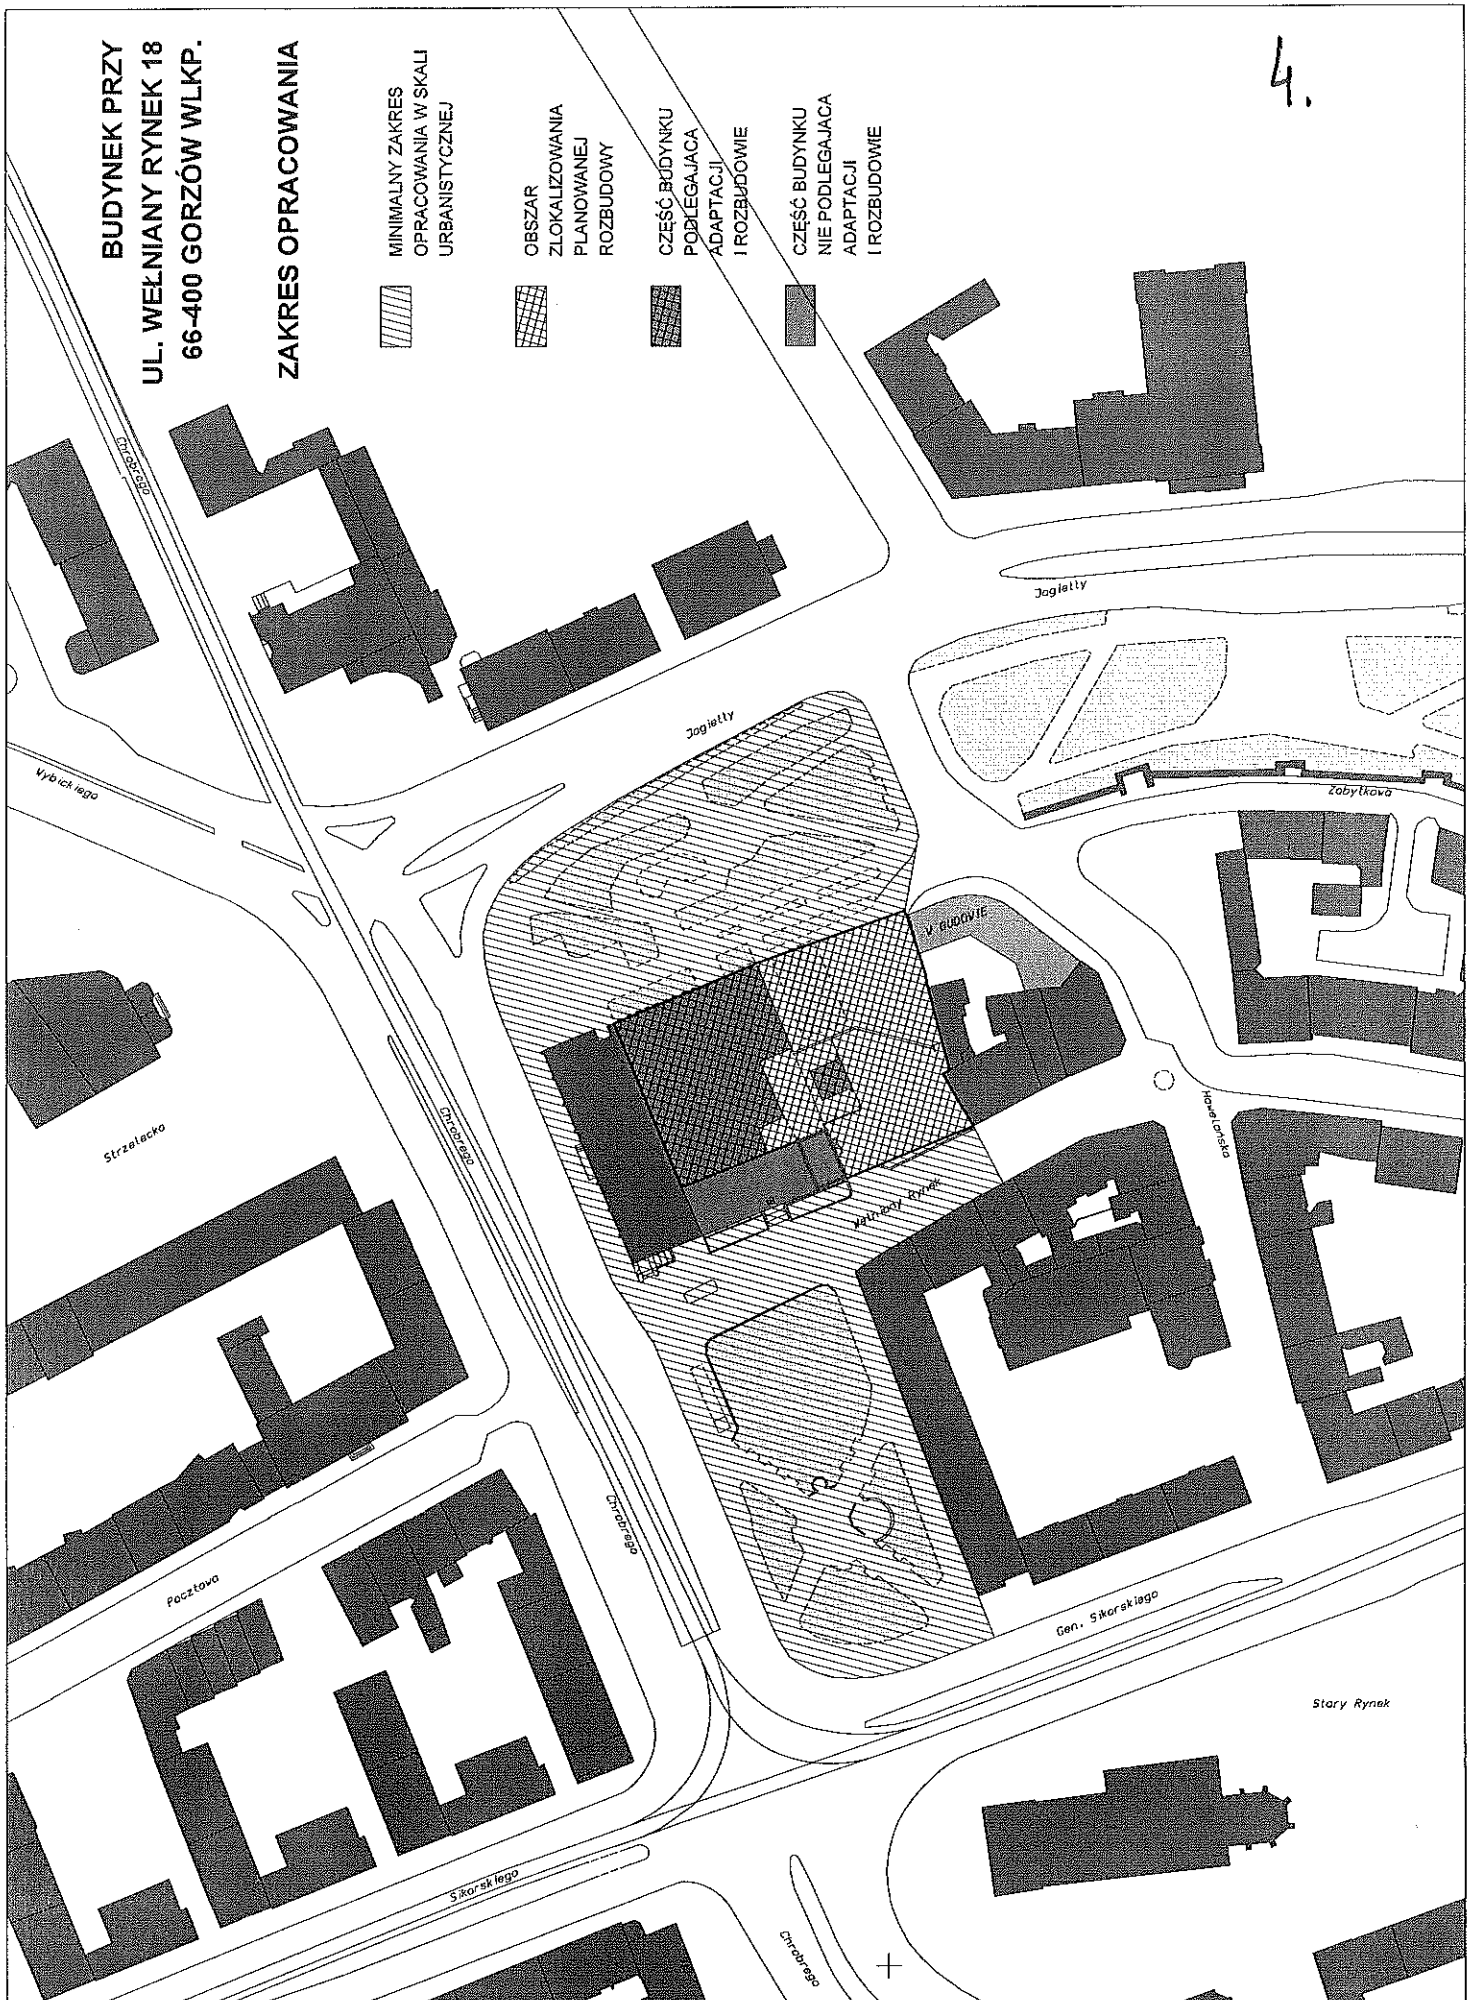 BUDYNEK PRZY
UL. WEŁNIANY RYNEK 18
66-400 GORZÓW WLKP.
ZAKRES OPRACOWANIA
MINIMALNY ZAKRES
OPRACOWANIA W SKALI
URBANISTYCZNEJ
OBSZAR
ZLOKALIZOWANIA
PLANOWANEJ
ROZBUDOWY
CZĘŚĆ BUDYNKU
PODLEGAJACA
ADAPTACJI
I ROZBUDOWIE
CZĘŚĆ BUDYNKU
NIE PODLEGAJACA
ADAPTACJI
I ROZBUDOWIE
4.
Chrobrego
Wybickiego
Jagiełły
Jagiełły
Zabytkowa
W BUDOWIE
Strzelecka
Chrobrego
Wełniany Rynek
Hawelańska
Chrobrego
Pocztowa
Gen. Sikorskiego
Stary Rynek
Sikorskiego
Chrobrego